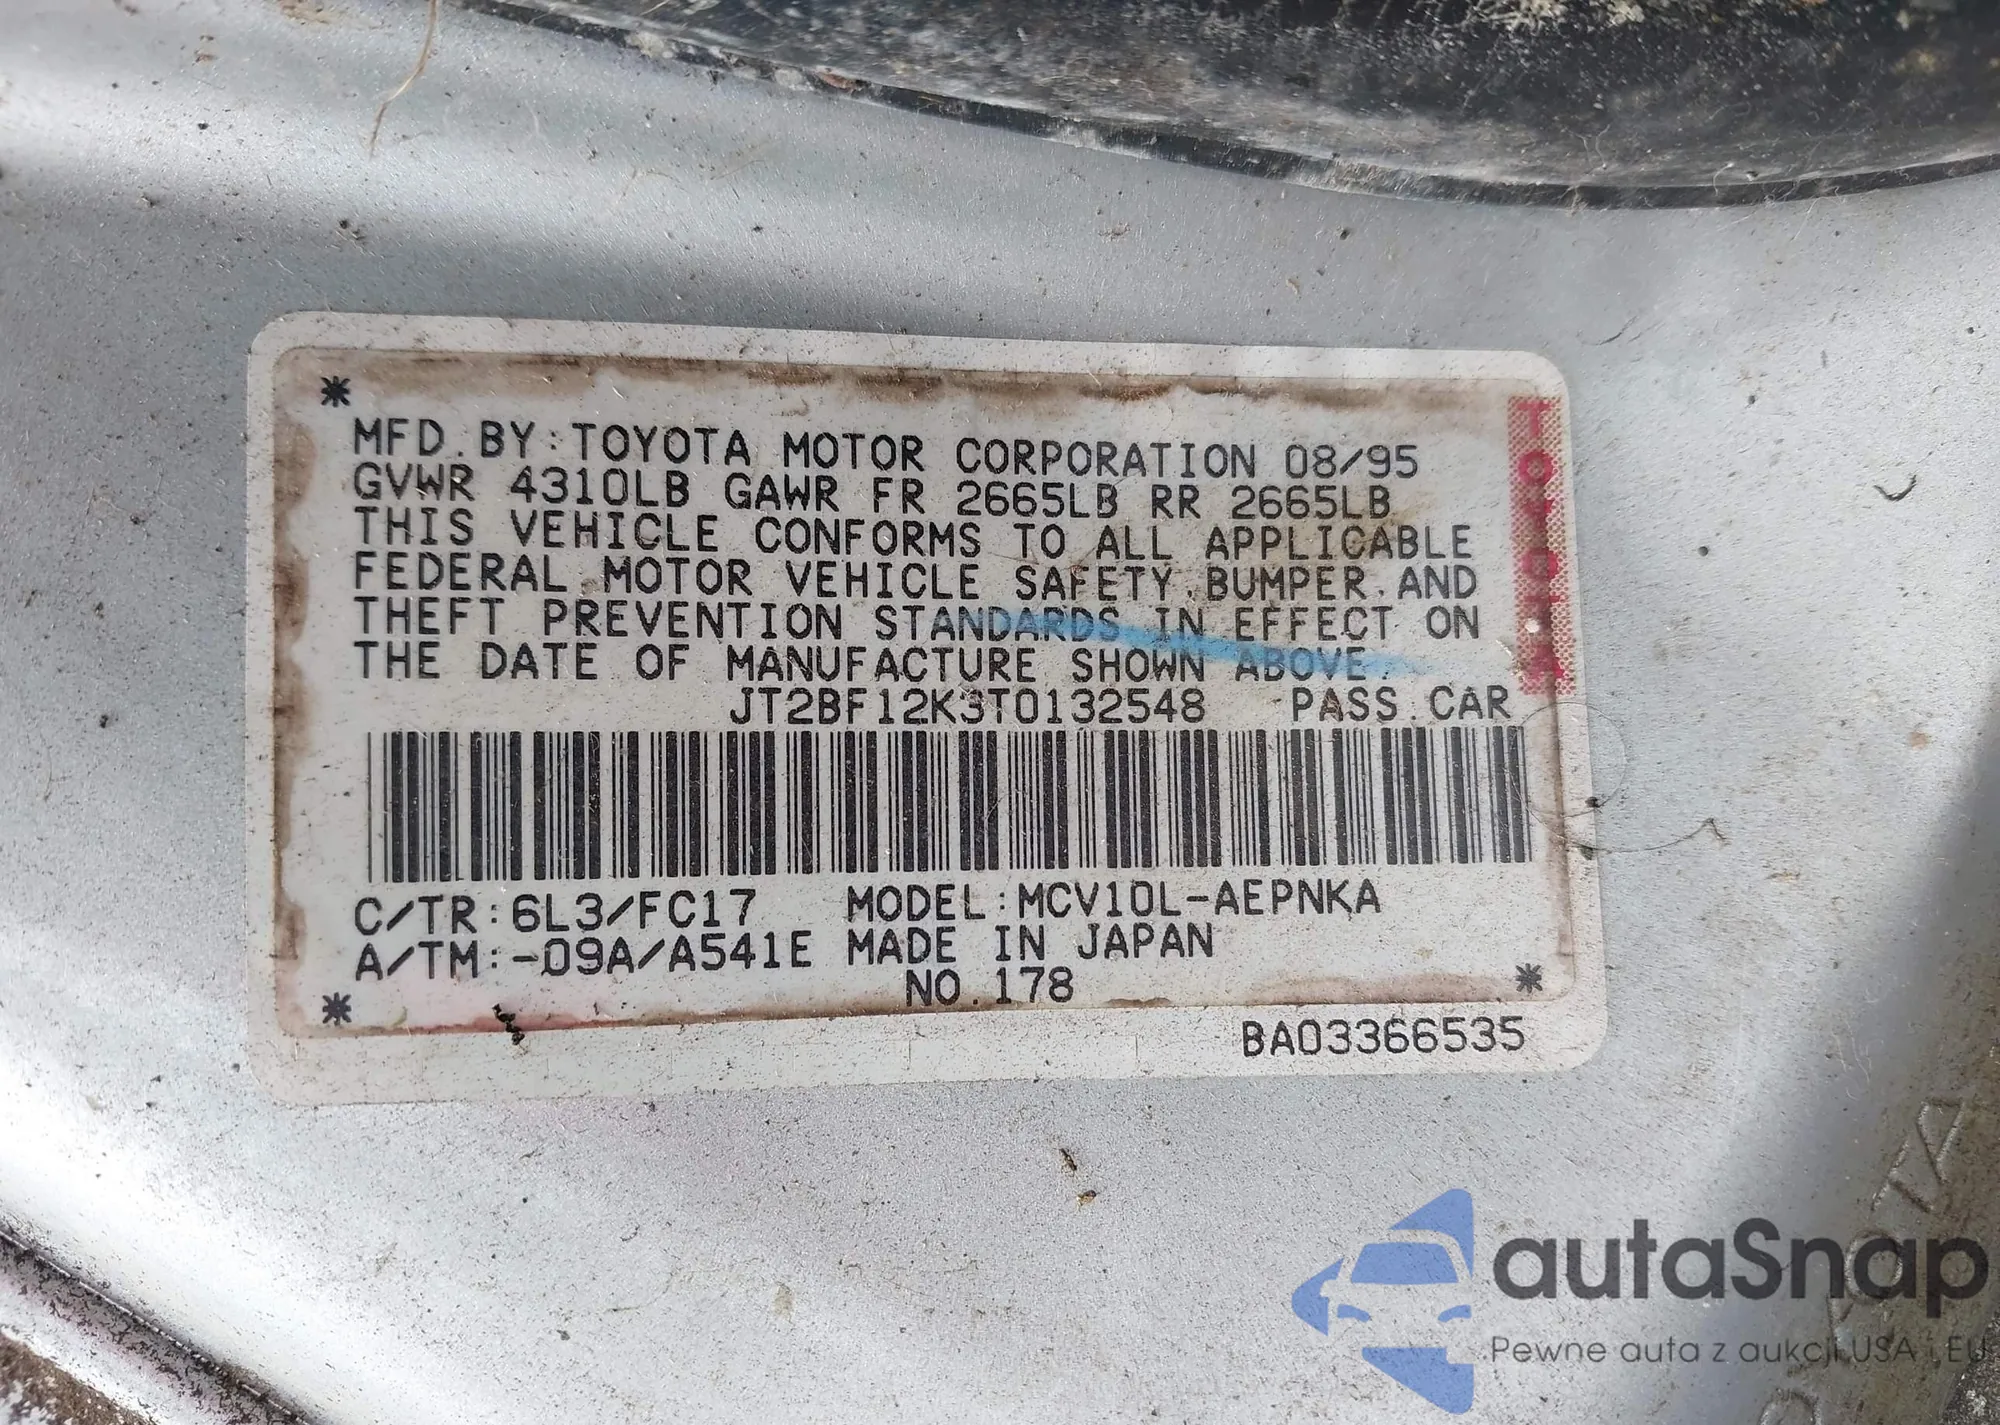 MFD. BY: TOYOTA MOTOR CORPORATION 08/95
GVWR 4310LB GAWR FR 2665LB RR 2665LB
THIS VEHICLE CONFORMS TO ALL APPLICABLE
FEDERAL MOTOR VEHICLE SAFETY, BUMPER, AND
THEFT PREVENTION STANDARDS IN EFFECT ON
THE DATE OF MANUFACTURE SHOWN ABOVE.
JT2BF12K3T0132548 PASS. CAR
C/TR: 6L3/FC17 MODEL: MCV10L-AEPNKA
A/TM: -09A/A541E MADE IN JAPAN
NO. 178
BA03366535
TOYOTA
autaSnap
Pewne auta z aukcji USA i EU